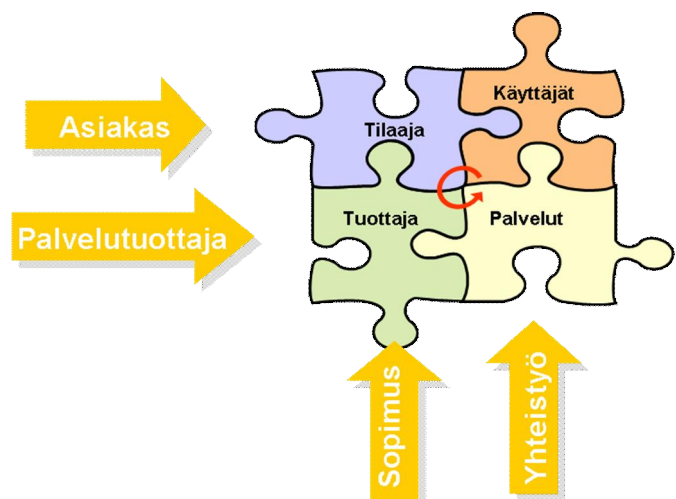 Käyttäjät
Asiakas
Tilaaja
Palvelutuottaja
Tuottaja
Palvelut
Sopimus
Yhteistyö